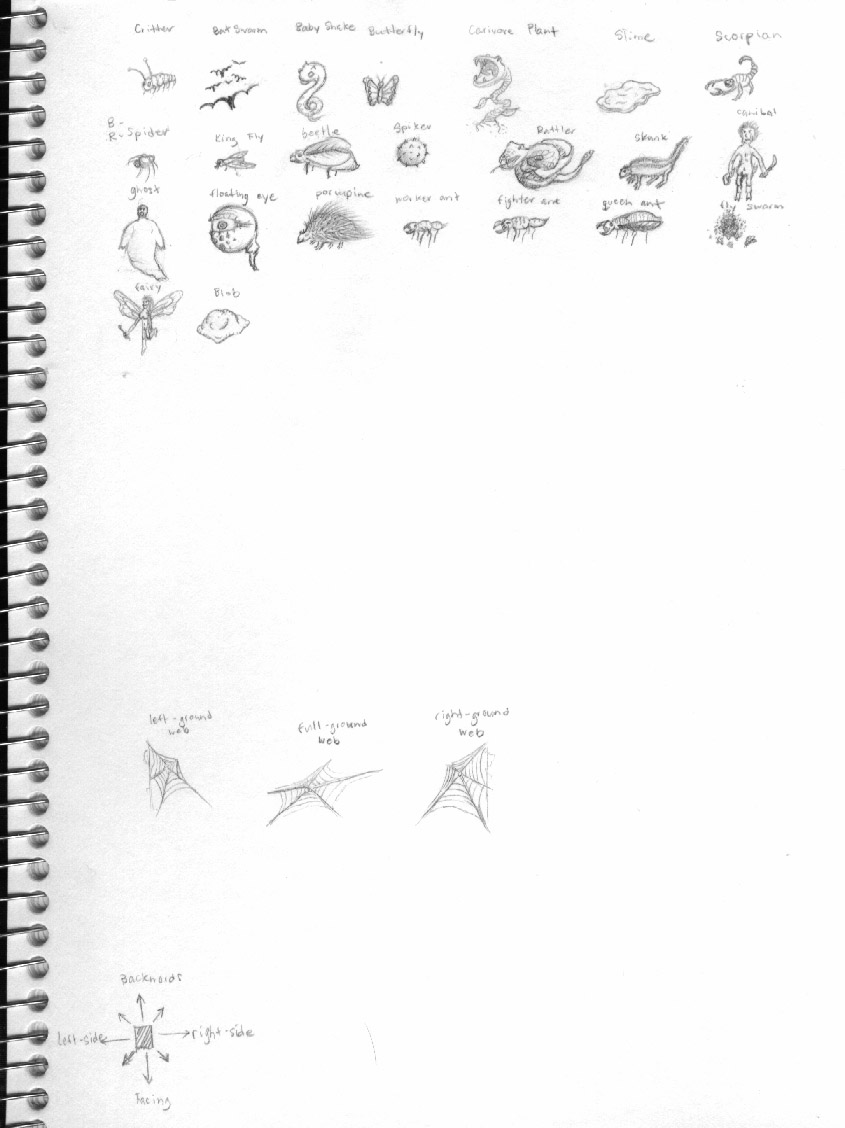 Critter Bat Swoom Baby Snake Butterfly Carivore Plant Slime Scorpian
B-
R- Spider King Fly beetle Spiker Rattler Skunk Canibal
ghost floating eye porcupine worker ant fighter ant queen ant fly swarm
fairy Blob
left-ground
web
full-ground
web
right-ground
web
Backwords
left-side right-side
Facing